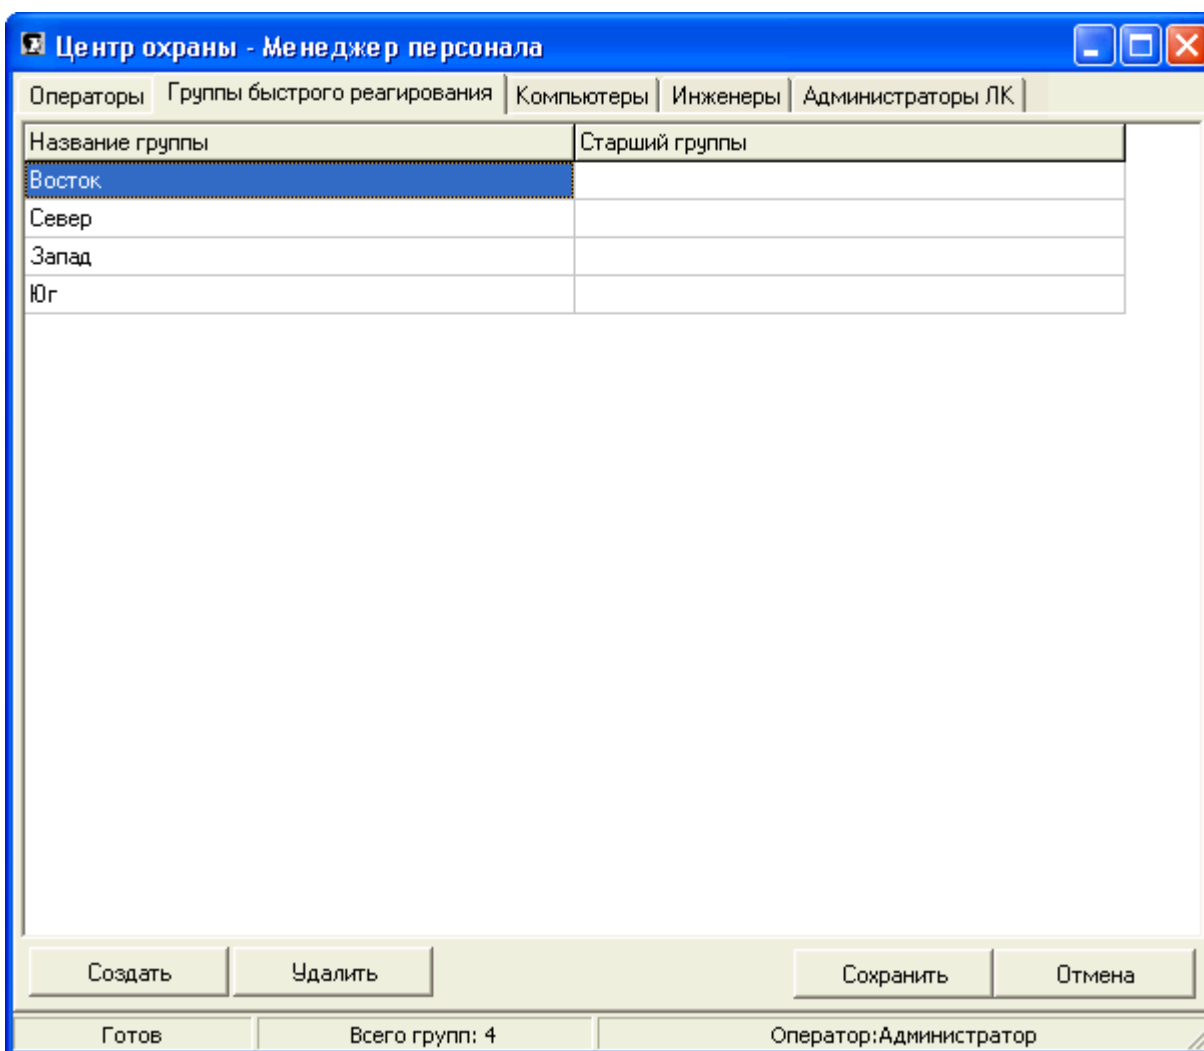 Центр охраны - Менеджер персонала
Операторы Группы быстрого реагирования Компьютеры Инженеры Администраторы ЛК
Название группы Старший группы
Восток
Север
Запад
Юг
Создать Удалить Сохранить Отмена
Готов Всего групп: 4 Оператор:Администратор